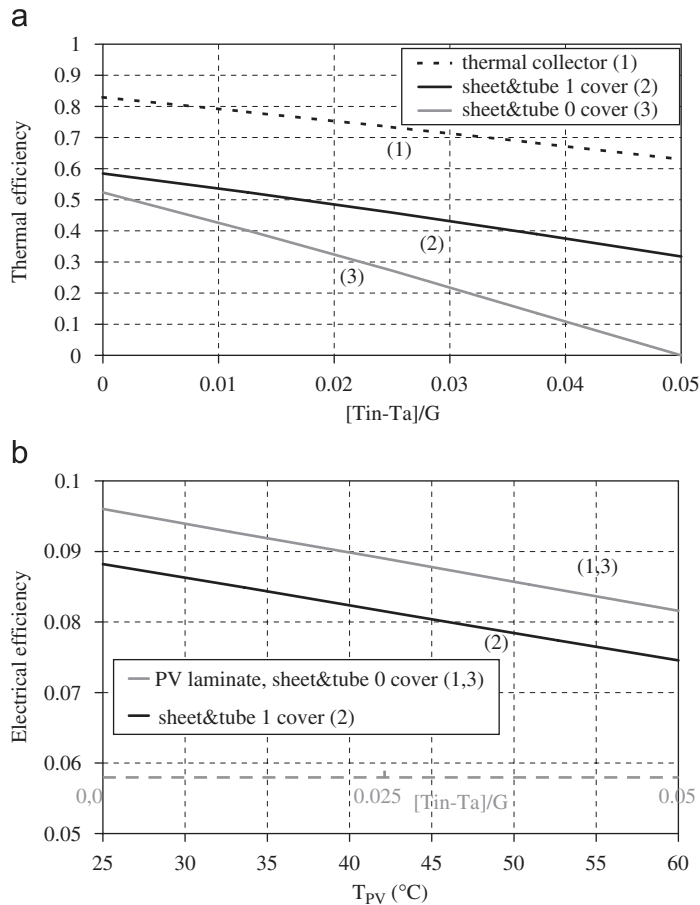 a
1
0.9
0.8
0.7
0.6
0.5
0.4
0.3
0.2
0.1
0
Thermal efficiency
thermal collector (1)
sheet&tube 1 cover (2)
sheet&tube 0 cover (3)
(1)
(2)
(3)
0 0.01 0.02 0.03 0.04 0.05
[Tin-Ta]/G
b
0.1
0.09
0.08
0.07
0.06
0.05
Electrical efficiency
(1,3)
(2)
PV laminate, sheet&tube 0 cover (1,3)
sheet&tube 1 cover (2)
0,0 0.025 [Tin-Ta]/G 0.05
25 30 35 40 45 50 55 60
T_PV (°C)